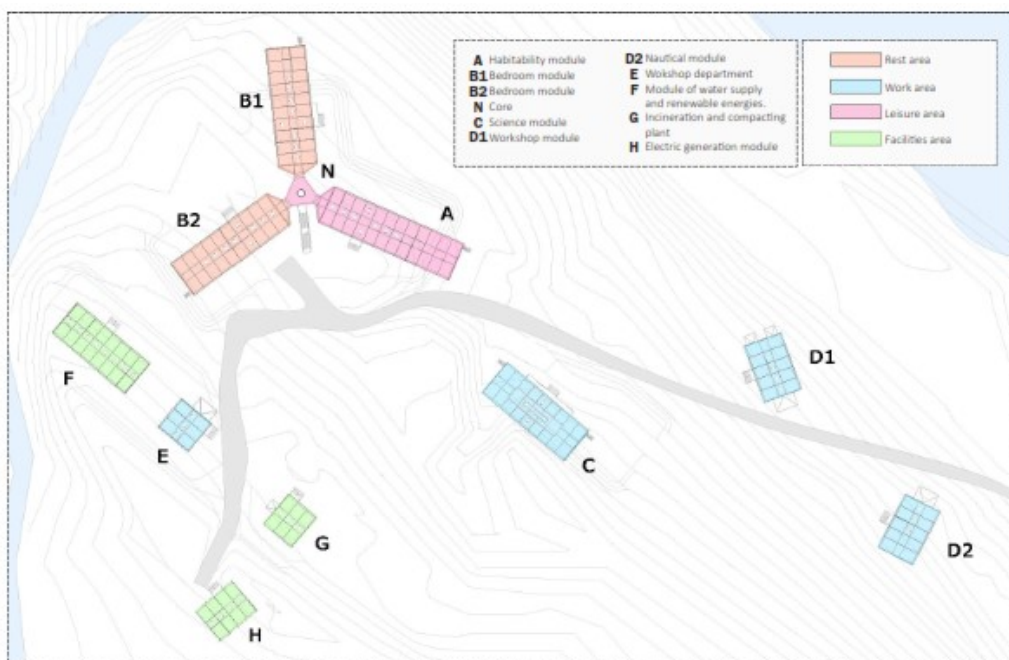 A Habitability module
B1 Bedroom module
B2 Bedroom module
N Core
C Science module
D1 Workshop module
D2 Nautical module
E Wokshop department
F Module of water supply
and renewable energies.
G Incineration and compacting
plant
H Electric generation module
Rest area
Work area
Leisure area
Facilities area
B1
N
B2
A
D1
F
E
C
G
D2
H